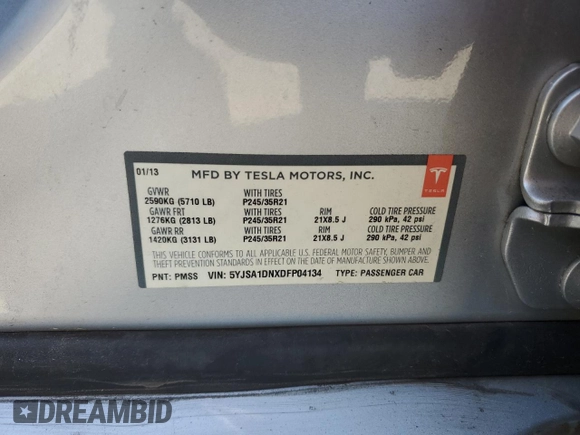 01/13 MFD BY TESLA MOTORS, INC.
TESLA
GVWR WITH TIRES
2590KG (5710 LB) P245/35R21
GAWR FRT WITH TIRES RIM COLD TIRE PRESSURE
1276KG (2813 LB) P245/35R21 21X8.5 J 290 kPa, 42 psi
GAWR RR WITH TIRES RIM COLD TIRE PRESSURE
1420KG (3131 LB) P245/35R21 21X8.5 J 290 kPa, 42 psi
THIS VEHICLE CONFORMS TO ALL APPLICABLE U.S. FEDERAL MOTOR SAFETY, BUMPER AND
THEFT PREVENTION STANDARDS IN EFFECT ON THE DATE OF MANUFACTURE SHOWN ABOVE.
PNT: PMSS VIN: 5YJSA1DNXDFP04134 TYPE: PASSENGER CAR
DREAMBID